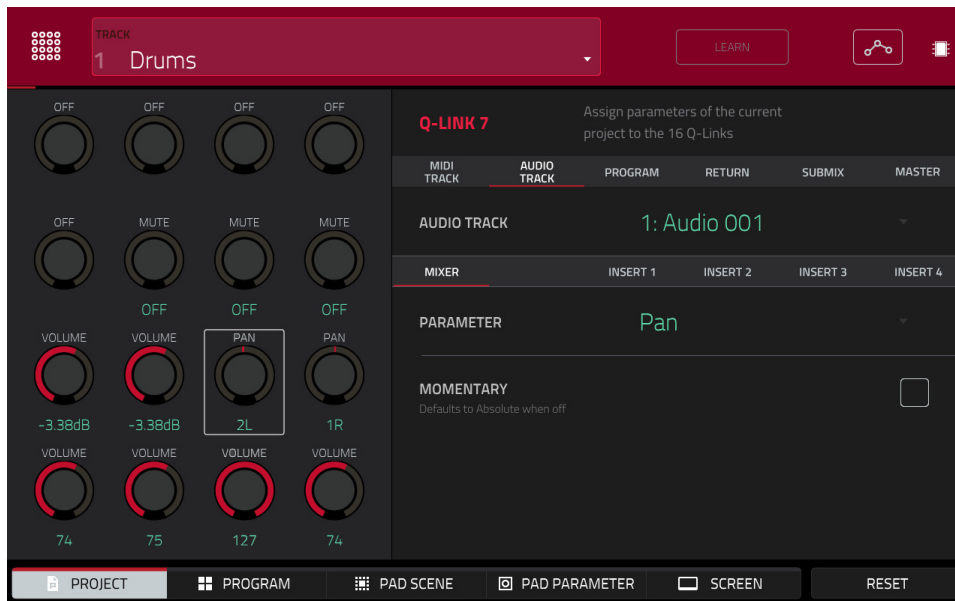 TRACK
1 Drums
LEARN
OFF OFF OFF OFF
OFF MUTE MUTE MUTE
OFF OFF OFF
VOLUME VOLUME PAN PAN
-3.38dB -3.38dB 2L 1R
VOLUME VOLUME VOLUME VOLUME
74 75 127 74
Q-LINK 7
Assign parameters of the current
project to the 16 Q-Links
MIDI TRACK AUDIO TRACK PROGRAM RETURN SUBMIX MASTER
AUDIO TRACK 1: Audio 001
MIXER INSERT 1 INSERT 2 INSERT 3 INSERT 4
PARAMETER Pan
MOMENTARY
Defaults to Absolute when off
PROJECT PROGRAM PAD SCENE PAD PARAMETER SCREEN RESET